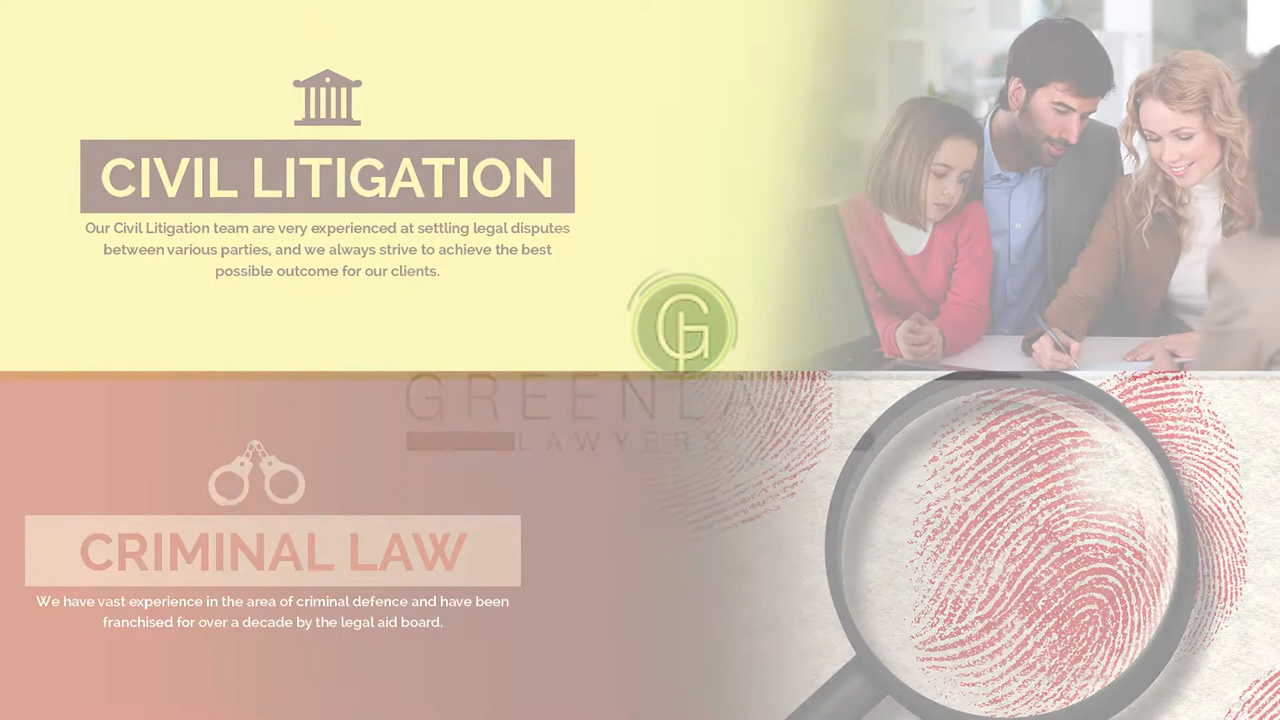 CIVIL LITIGATION
Our Civil Litigation team are very experienced at settling legal disputes
between various parties, and we always strive to achieve the best
possible outcome for our clients.
LAWYERS
CRIMINAL LAW
We have vast experience in the area of criminal defence and have been
franchised for over a decade by the legal aid board.